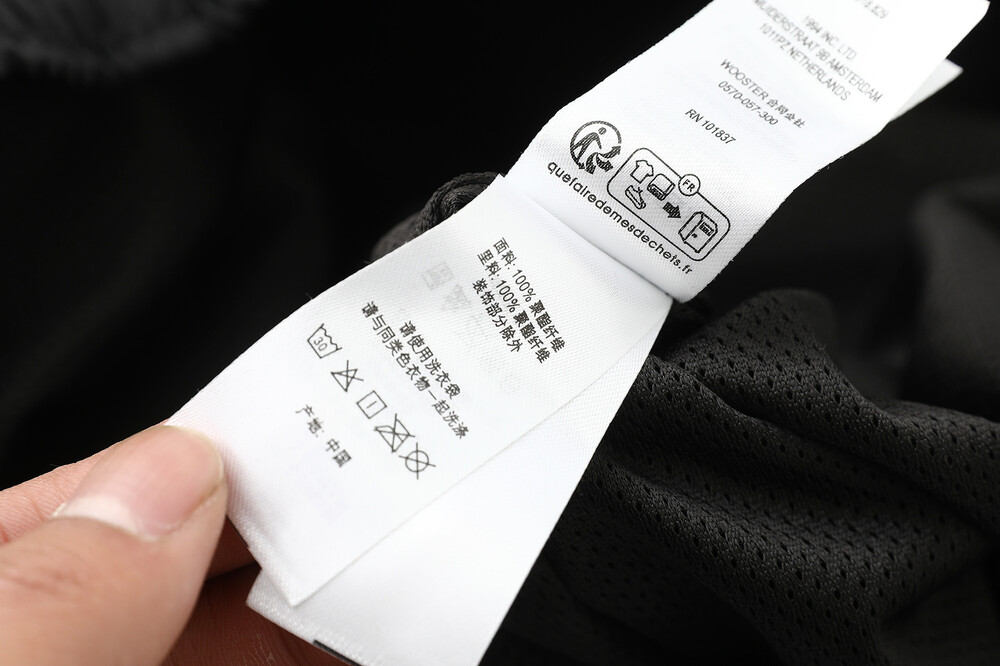 1994 INC LTD
STRAAT 9B AMSTERDAM
1011PZ NETHERLANDS
WOOSTER 合同会社
0570-057-300
RN 101837
FR
quefairedemesdechets.fr
面料: 100% 聚酯纤维
里料: 100% 聚酯纤维
装饰部分除外
请使用洗衣袋
请与同类色衣物一起洗涤
30
产地: 中国